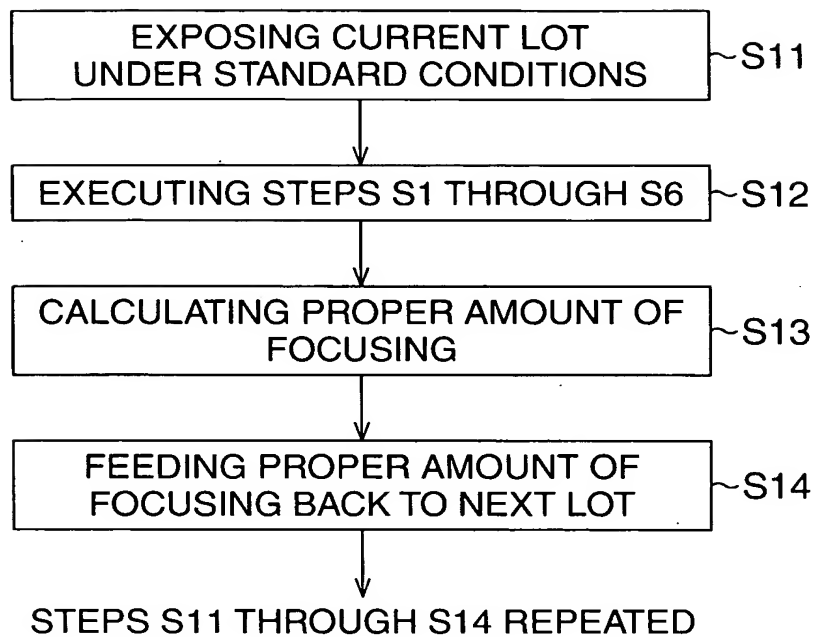 EXPOSING CURRENT LOT
UNDER STANDARD CONDITIONS
~S11
EXECUTING STEPS S1 THROUGH S6
~S12
CALCULATING PROPER AMOUNT OF
FOCUSING
~S13
FEEDING PROPER AMOUNT OF
FOCUSING BACK TO NEXT LOT
~S14
STEPS S11 THROUGH S14 REPEATED